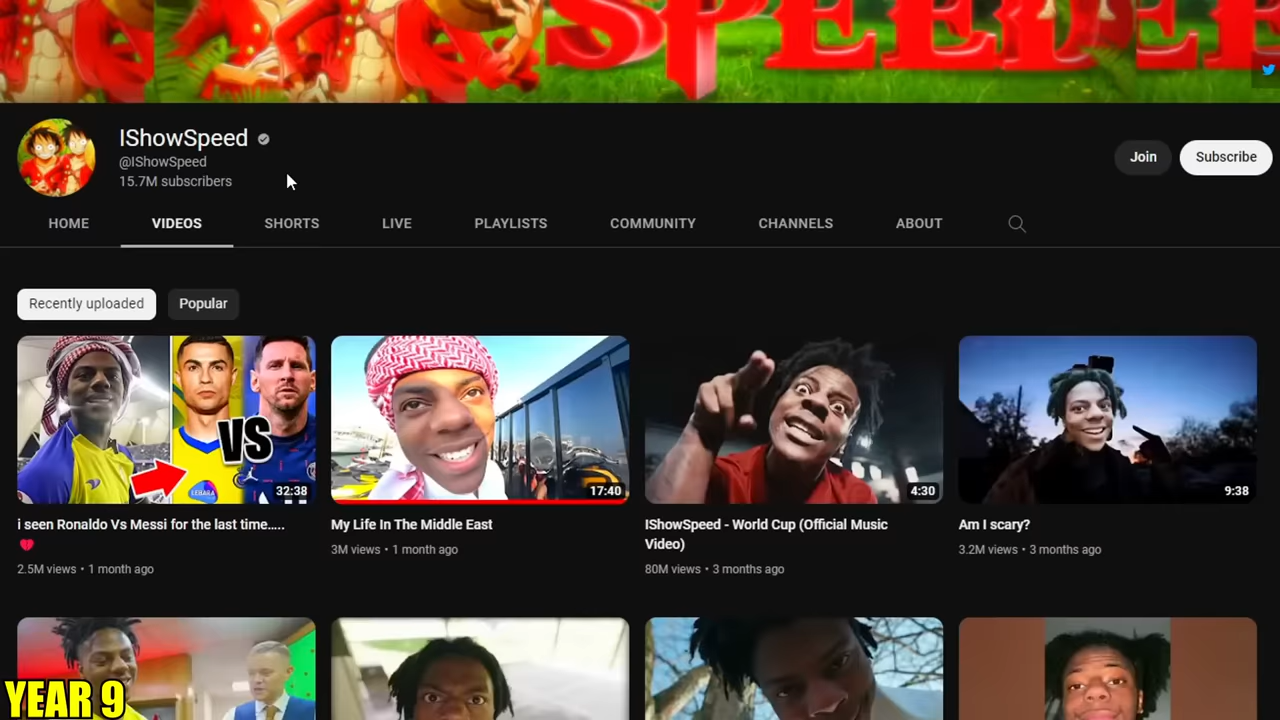 SPEEDE
IShowSpeed
@IShowSpeed
15.7M subscribers
Join
Subscribe
HOME
VIDEOS
SHORTS
LIVE
PLAYLISTS
COMMUNITY
CHANNELS
ABOUT
Recently uploaded
Popular
VS
32:38
17:40
4:30
9:38
i seen Ronaldo Vs Messi for the last time.....
2.5M views • 1 month ago
My Life In The Middle East
3M views • 1 month ago
IShowSpeed - World Cup (Official Music
Video)
80M views • 3 months ago
Am I scary?
3.2M views • 3 months ago
YEAR 9